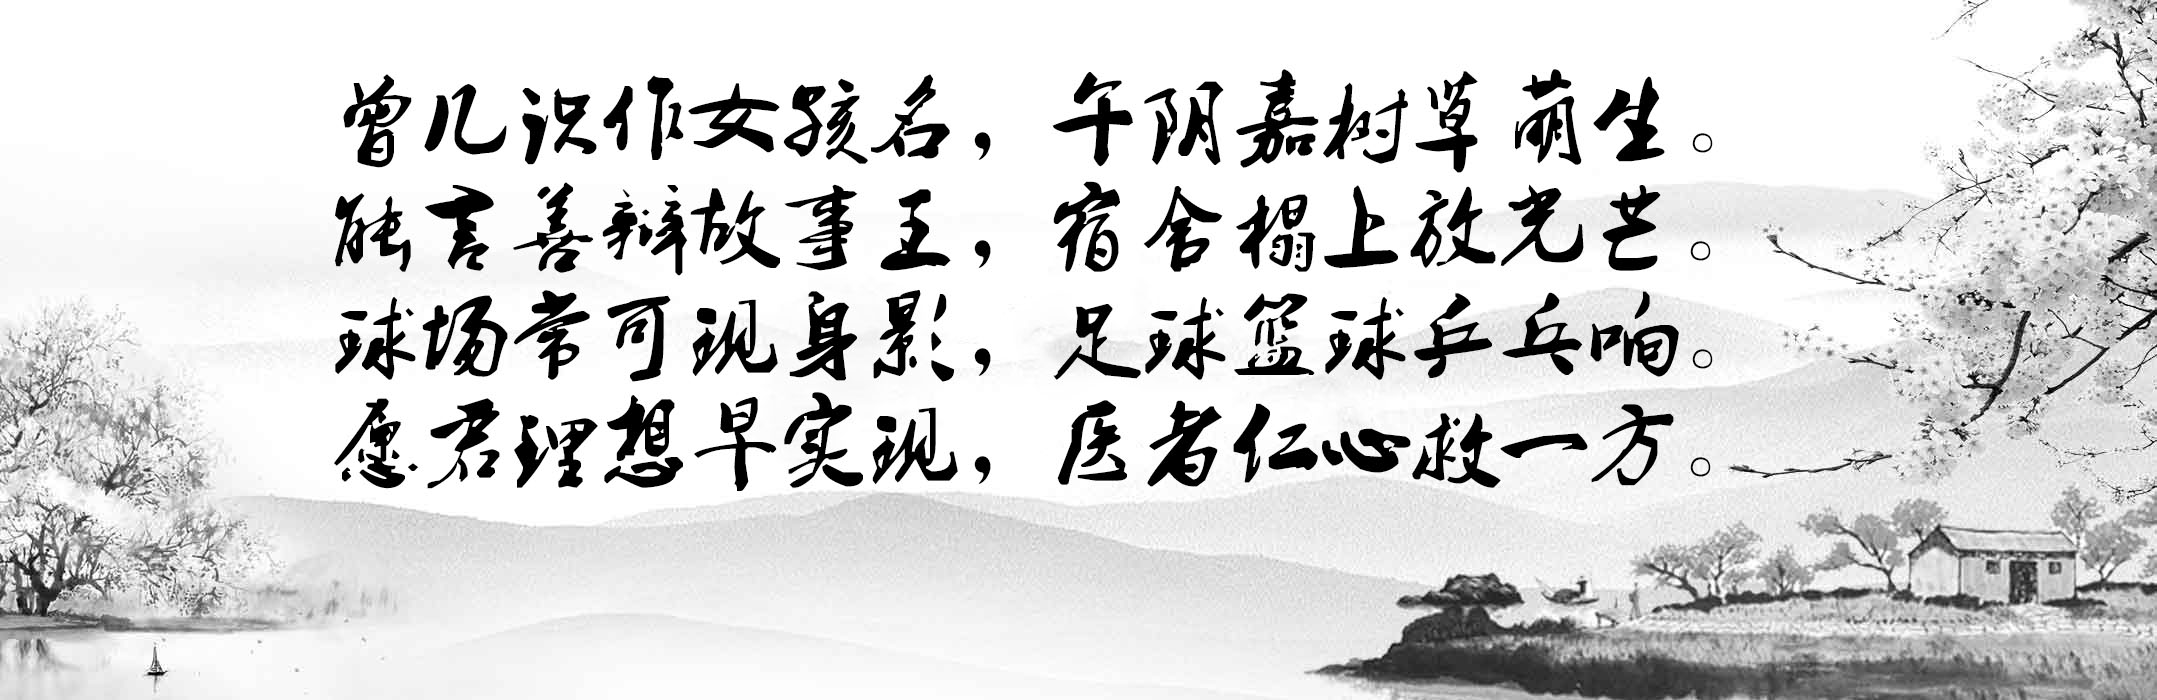 曾几识作女孩名，午阴嘉树草萌生。
能言善辩故事王，宿舍榻上放光芒。
球场常可现身影，足球篮球乒乓响。
愿君理想早实现，医者仁心救一方。